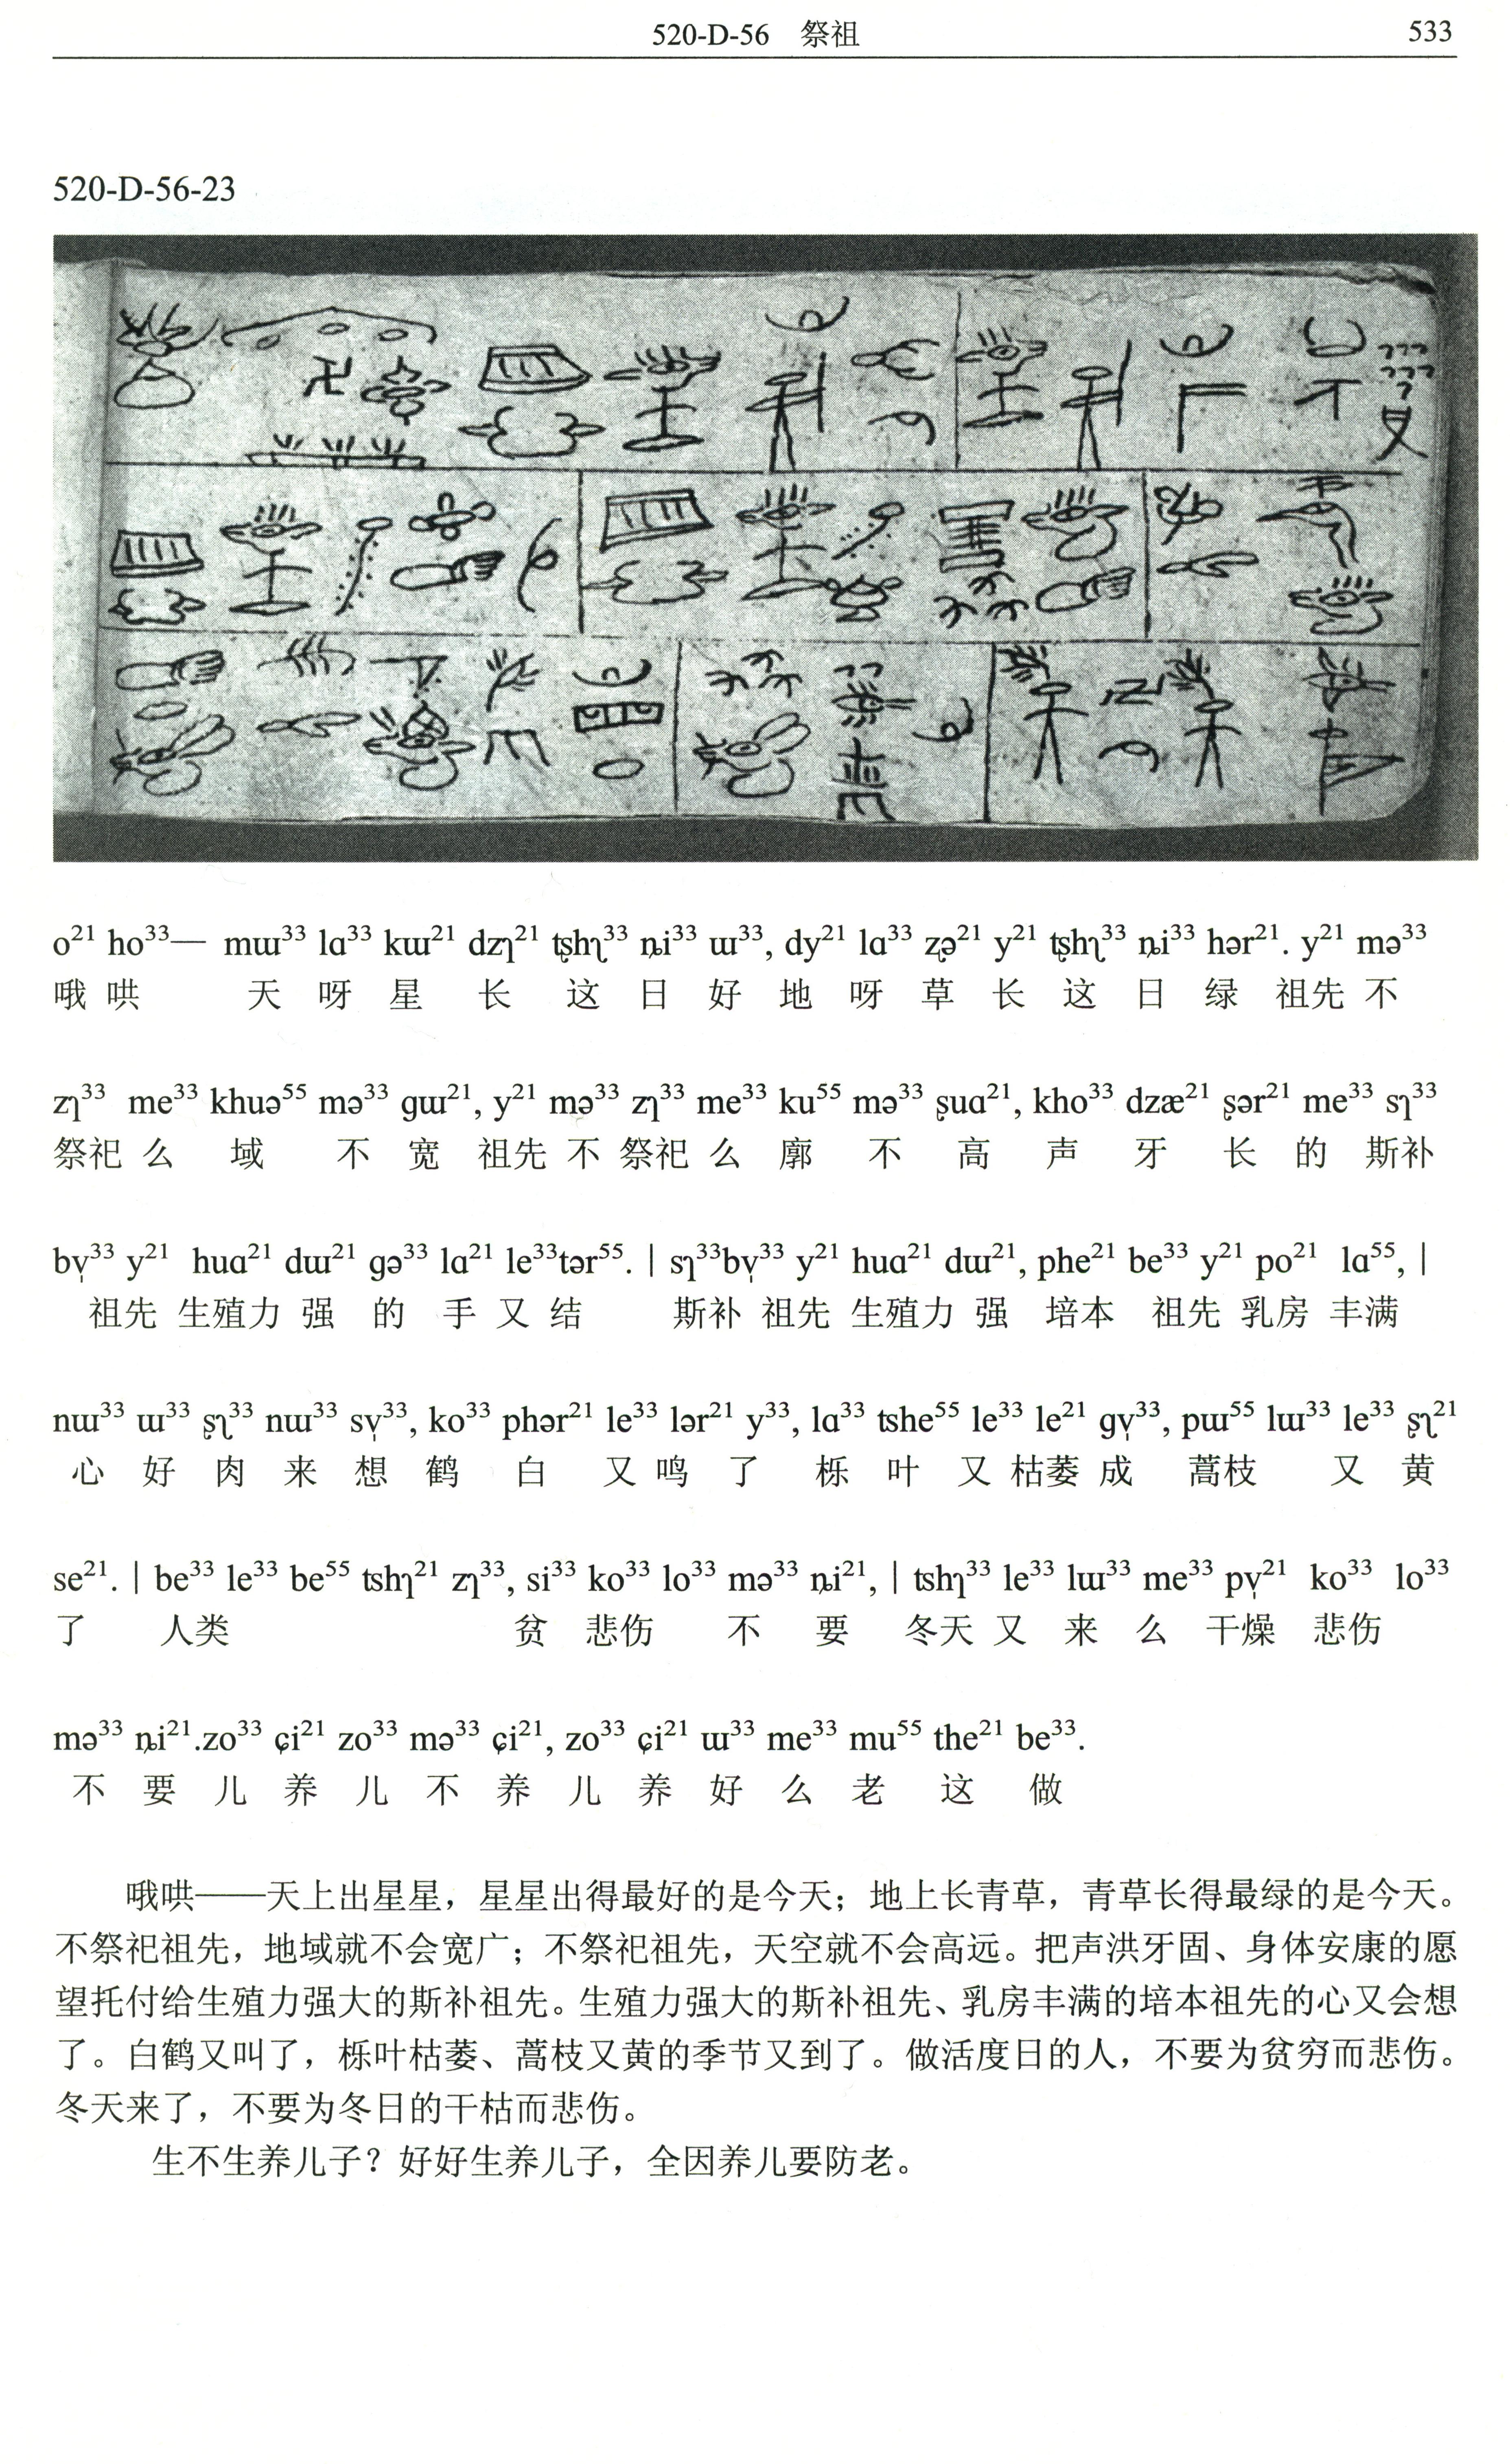 520-D-56 祭祖 533
520-D-56-23
o²¹ ho³³— mɯ³³ lɑ³³ kɯ²¹ dzʅ²¹ tʂhʅ³³ ȵi³³ ɯ³³, dy²¹ lɑ³³ ʐə²¹ y²¹ tʂhʅ³³ ȵi³³ hər²¹. y²¹ mə³³
哦 哄 天 呀 星 长 这 日 好 地 呀 草 长 这 日 绿 祖先 不
zʅ³³ me³³ khuə⁵⁵ mə³³ gɯ²¹, y²¹ mə³³ zʅ³³ me³³ ku⁵⁵ mə³³ ʂuɑ²¹, kho³³ dzæ²¹ ʂər²¹ me³³ sʅ³³
祭祀 么 域 不 宽 祖先 不 祭祀 么 廓 不 高 声 牙 长 的 斯补
bv̩³³ y²¹ huɑ²¹ dɯ²¹ gə³³ lɑ²¹ le³³tər⁵⁵. | sʅ³³bv̩³³ y²¹ huɑ²¹ dɯ²¹, phe²¹ be³³ y²¹ po²¹ lɑ⁵⁵, |
祖先 生殖力 强 的 手 又 结 斯补 祖先 生殖力 强 培本 祖先 乳房 丰满
nɯ³³ ɯ³³ ʂʅ³³ nɯ³³ sv̩³³, ko³³ phər²¹ le³³ lər²¹ y³³, lɑ³³ tshe⁵⁵ le³³ le²¹ gv̩³³, pɯ⁵⁵ lɯ³³ le³³ ʂʅ²¹
心 好 肉 来 想 鹤 白 又 鸣 了 栎 叶 又 枯萎 成 蒿枝 又 黄
se²¹. | be³³ le³³ be⁵⁵ tshʅ²¹ zʅ³³, si³³ ko³³ lo³³ mə³³ ȵi²¹, | tshʅ³³ le³³ lɯ³³ me³³ pv̩²¹ ko³³ lo³³
了 人类 贫 悲伤 不 要 冬天 又 来 么 干燥 悲伤
mə³³ ȵi²¹.zo³³ ɕi²¹ zo³³ mə³³ ɕi²¹, zo³³ ɕi²¹ ɯ³³ me³³ mu⁵⁵ the²¹ be³³.
不 要 儿 养 儿 不 养 儿 养 好 么 老 这 做
哦哄——天上出星星，星星出得最好的是今天；地上长青草，青草长得最绿的是今天。
不祭祀祖先，地域就不会宽广；不祭祀祖先，天空就不会高远。把声洪牙固、身体安康的愿
望托付给生殖力强大的斯补祖先。生殖力强大的斯补祖先、乳房丰满的培本祖先的心又会想
了。白鹤又叫了，栎叶枯萎、蒿枝又黄的季节又到了。做活度日的人，不要为贫穷而悲伤。
冬天来了，不要为冬日的干枯而悲伤。
生不生养儿子？好好生养儿子，全因养儿要防老。